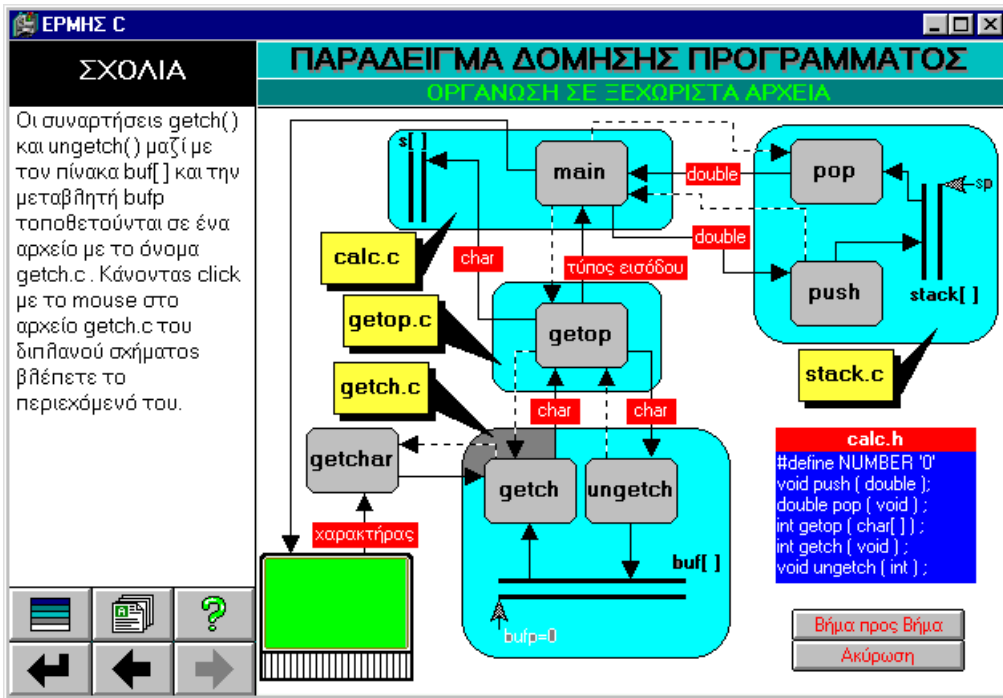 ΕΡΜΗΣ C
ΣΧΟΛΙΑ
Οι συναρτήσεις getch()
και ungetch() μαζί με
τον πίνακα buf[] και την
μεταβλητή bufp
τοποθετούνται σε ένα
αρχείο με το όνομα
getch.c . Κάνοντας click
με το mouse στο
αρχείο getch.c του
διπλανού σχήματος
βλέπετε το
περιεχόμενό του.
ΠΑΡΑΔΕΙΓΜΑ ΔΟΜΗΣΗΣ ΠΡΟΓΡΑΜΜΑΤΟΣ
ΟΡΓΑΝΩΣΗ ΣΕ ΞΕΧΩΡΙΣΤΑ ΑΡΧΕΙΑ
s[ ]
main
double
pop
sp
calc.c
char
double
τύπος εισόδου
push
stack[ ]
getop.c
getop
stack.c
getch.c
char
char
getchar
getch
ungetch
χαρακτήρας
buf[ ]
bufp=0
calc.h
#define NUMBER '0'
void push ( double );
double pop ( void ) ;
int getop ( char[ ] ) ;
int getch ( void ) ;
void ungetch ( int ) ;
Βήμα προς Βήμα
Ακύρωση